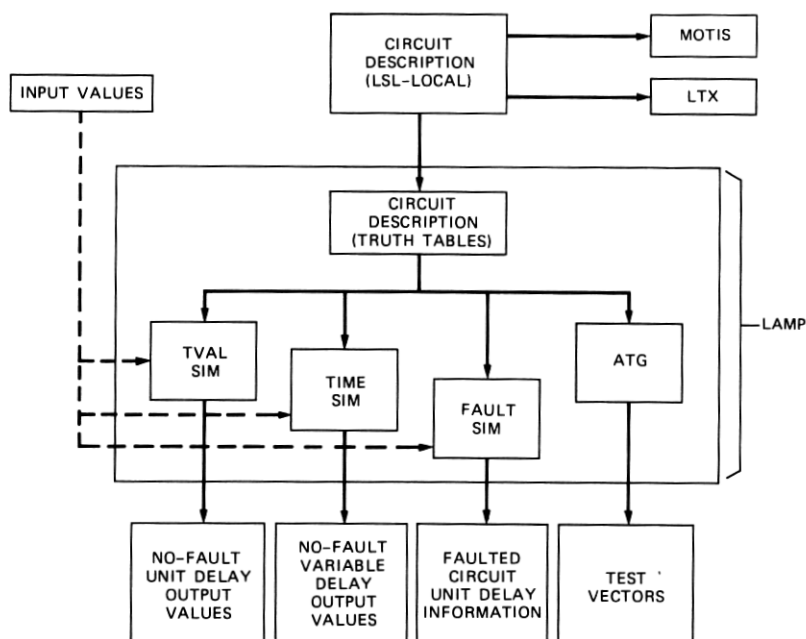 CIRCUIT
DESCRIPTION
(LSL-LOCAL)
MOTIS
LTX
INPUT VALUES
CIRCUIT
DESCRIPTION
(TRUTH TABLES)
LAMP
TVAL
SIM
TIME
SIM
FAULT
SIM
ATG
NO-FAULT
UNIT DELAY
OUTPUT
VALUES
NO-FAULT
VARIABLE
DELAY
OUTPUT
VALUES
FAULTED
CIRCUIT
UNIT DELAY
INFORMATION
TEST
VECTORS